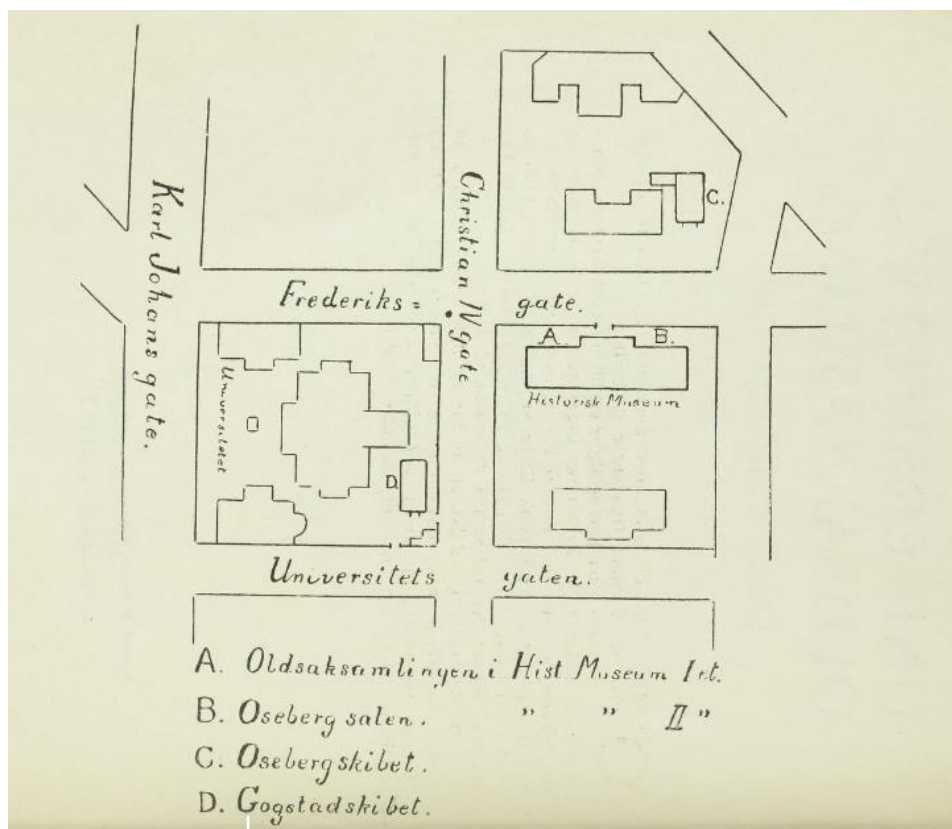 Karl Johans gate.
Christian IV gate
C.
Frederiks = gate.
A. B.
Historisk Museum
Universitetet
D.
Universitets gaten.
A. Oldsaksamlingen i Hist Museum I et.
B. Oseberg salen. " " II "
C. Osebergskibet.
D. Gogstadskibet.